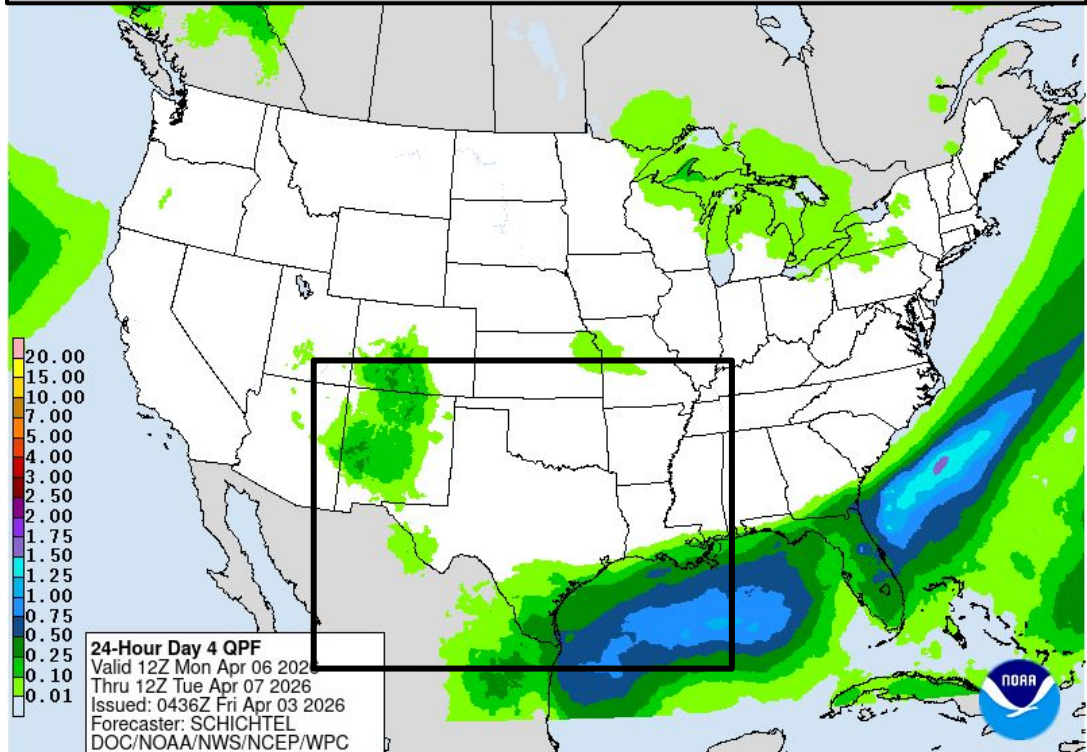 20.00
15.00
10.00
7.00
5.00
4.00
3.00
2.50
2.00
1.75
1.50
1.25
1.00
0.75
0.50
0.25
0.10
0.01
24-Hour Day 4 QPF
Valid 12Z Mon Apr 06 2026
Thru 12Z Tue Apr 07 2026
Issued: 0436Z Fri Apr 03 2026
Forecaster: SCHICHTEL
DOC/NOAA/NWS/NCEP/WPC
NOAA